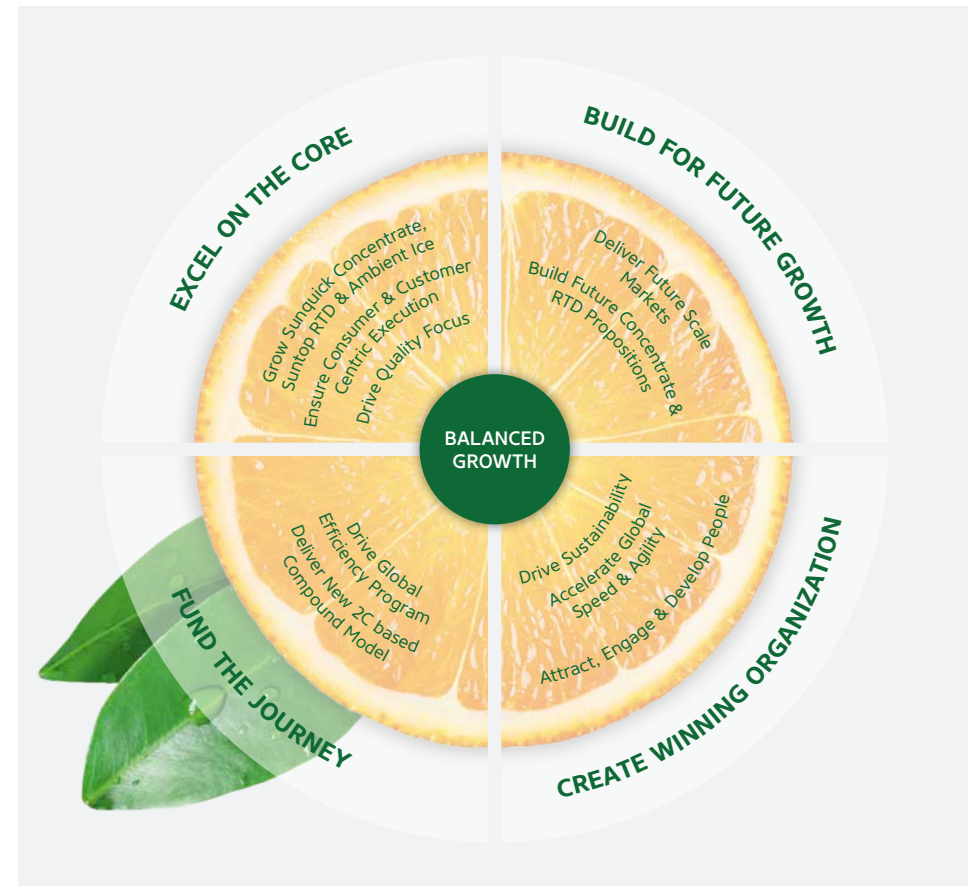 EXCEL ON THE CORE
Grow Sunquick Concentrate,
Suntop RTD & Ambient Ice
Ensure Consumer & Customer
Centric Execution
Drive Quality Focus
BUILD FOR FUTURE GROWTH
Deliver Future Scale
Markets
Build Future Concentrate &
RTD Propositions
BALANCED
GROWTH
FUND THE JOURNEY
Drive Global
Efficiency Program
Deliver New 2C based
Compound Model
CREATE WINNING ORGANIZATION
Drive Sustainability
Accelerate Global
Speed & Agility
Attract, Engage & Develop People